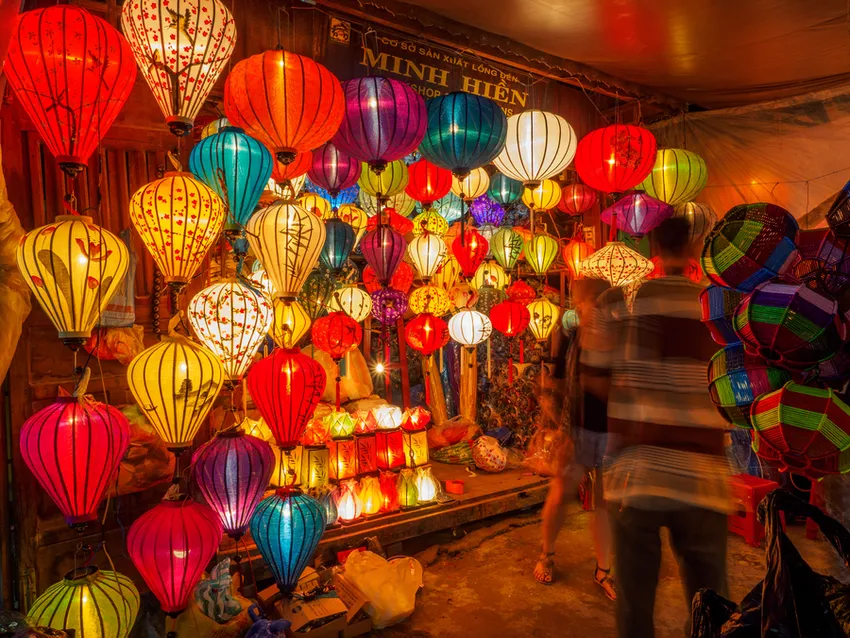 CƠ SỞ SẢN XUẤT LỒNG ĐÈN
MINH HIỀN
SHOP